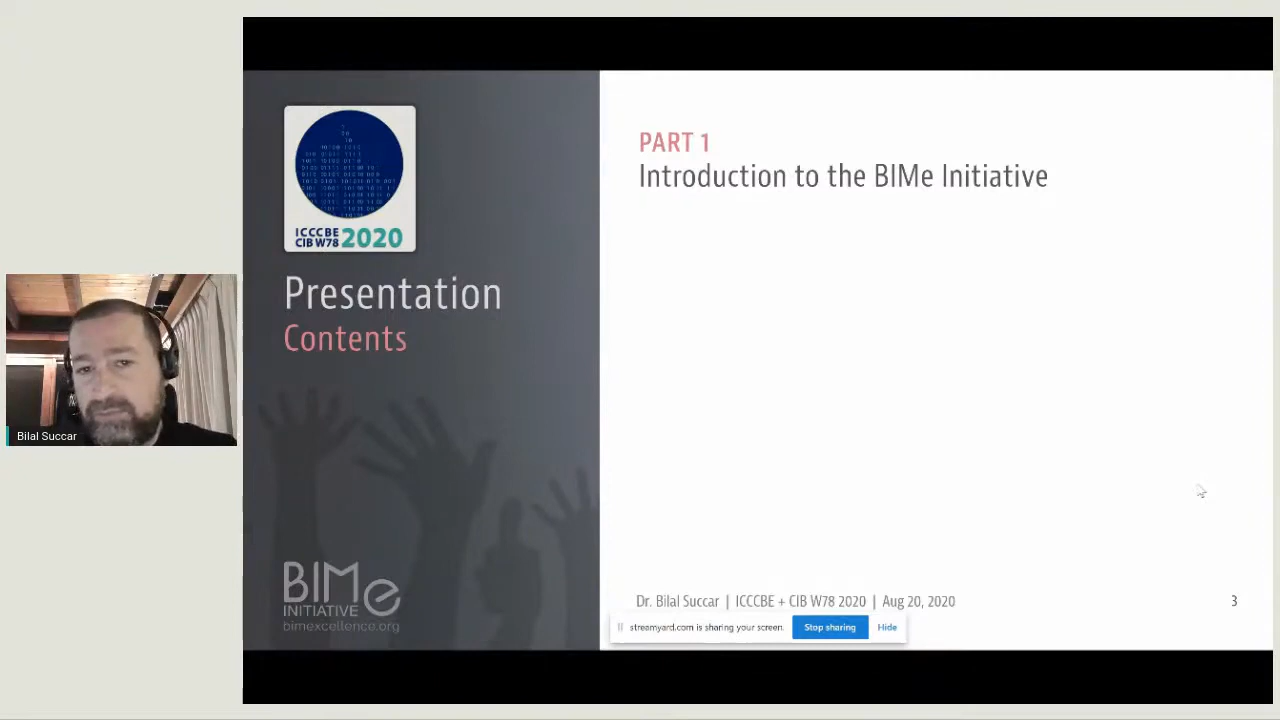 ICCCBE
CIB W78 2020
Presentation
Contents
BIMe
INITIATIVE
bimexcellence.org
PART 1
Introduction to the BIMe Initiative
Dr. Bilal Succar | ICCCBE + CIB W78 2020 | Aug 20, 2020
3
streamyard.com is sharing your screen.
Stop sharing
Hide
Bilal Succar